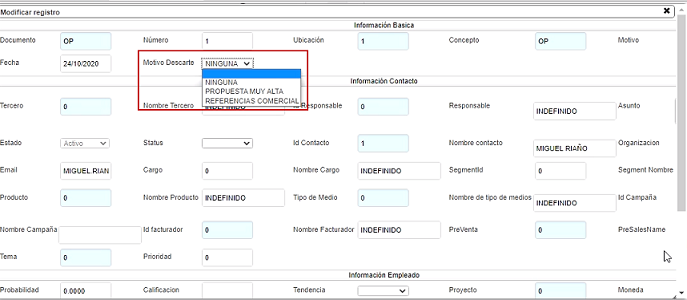 Modificar registro
Información Basica
Documento OP Número 1 Ubicación 1 Concepto OP Motivo
Fecha 24/10/2020 Motivo Descarte NINGUNA
NINGUNA
PROPUESTA MUY ALTA
REFERENCIAS COMERCIAL
Información Contacto
Tercero 0 Nombre Tercero INDEFINIDO Id Responsable 0 Responsable INDEFINIDO Asunto
Estado Activo Status Id Contacto 1 Nombre contacto MIGUEL RIAÑO Organizacion
Email MIGUEL.RIAN Cargo 0 Nombre Cargo INDEFINIDO SegmentId 0 Segment Nombre
Producto 0 Nombre Producto INDEFINIDO Tipo de Medio 0 Nombre de tipo de medios INDEFINIDO Id Campaña
Nombre Campaña Id facturador 0 Nombre Facturador INDEFINIDO PreVenta 0 PreSalesName
Tema 0 Prioridad 0
Información Empleado
Probabilidad 0.0000 Calificacion Tendencia Proyecto 0 Moneda